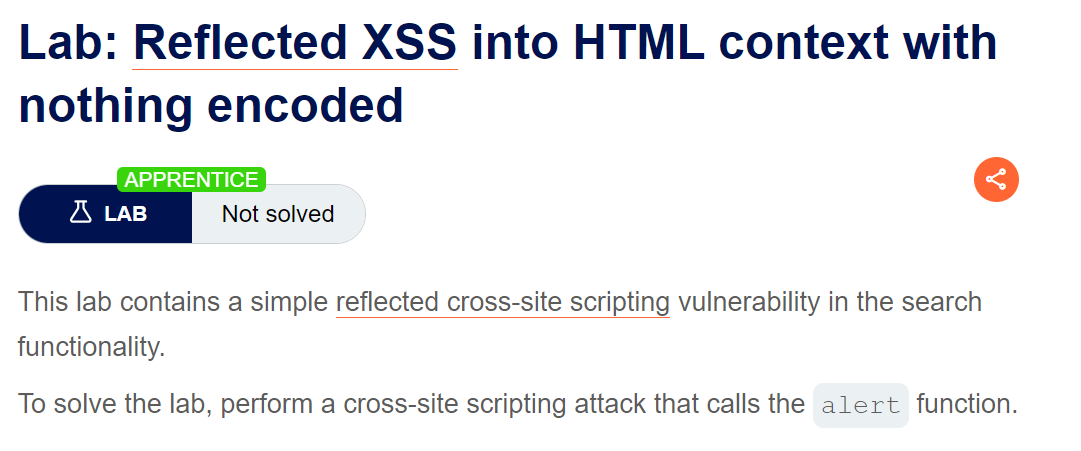 Lab: Reflected XSS into HTML context with
nothing encoded
APPRENTICE
LAB Not solved
This lab contains a simple reflected cross-site scripting vulnerability in the search
functionality.
To solve the lab, perform a cross-site scripting attack that calls the alert function.